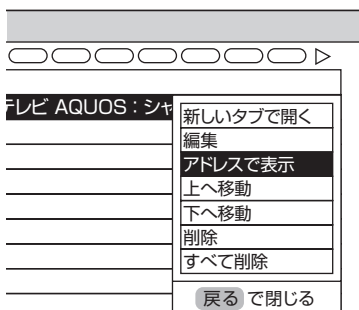 テレビ AQUOS：シャ
新しいタブで開く
編集
アドレスで表示
上へ移動
下へ移動
削除
すべて削除
戻る で閉じる